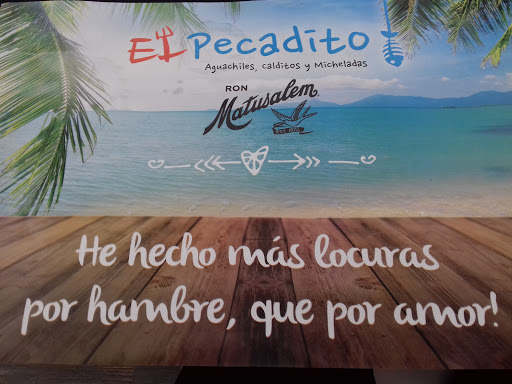 El Pecadito
Aguachiles, calditos y Micheladas
RON
Matusalem
He hecho más locuras
por hambre, que por amor!